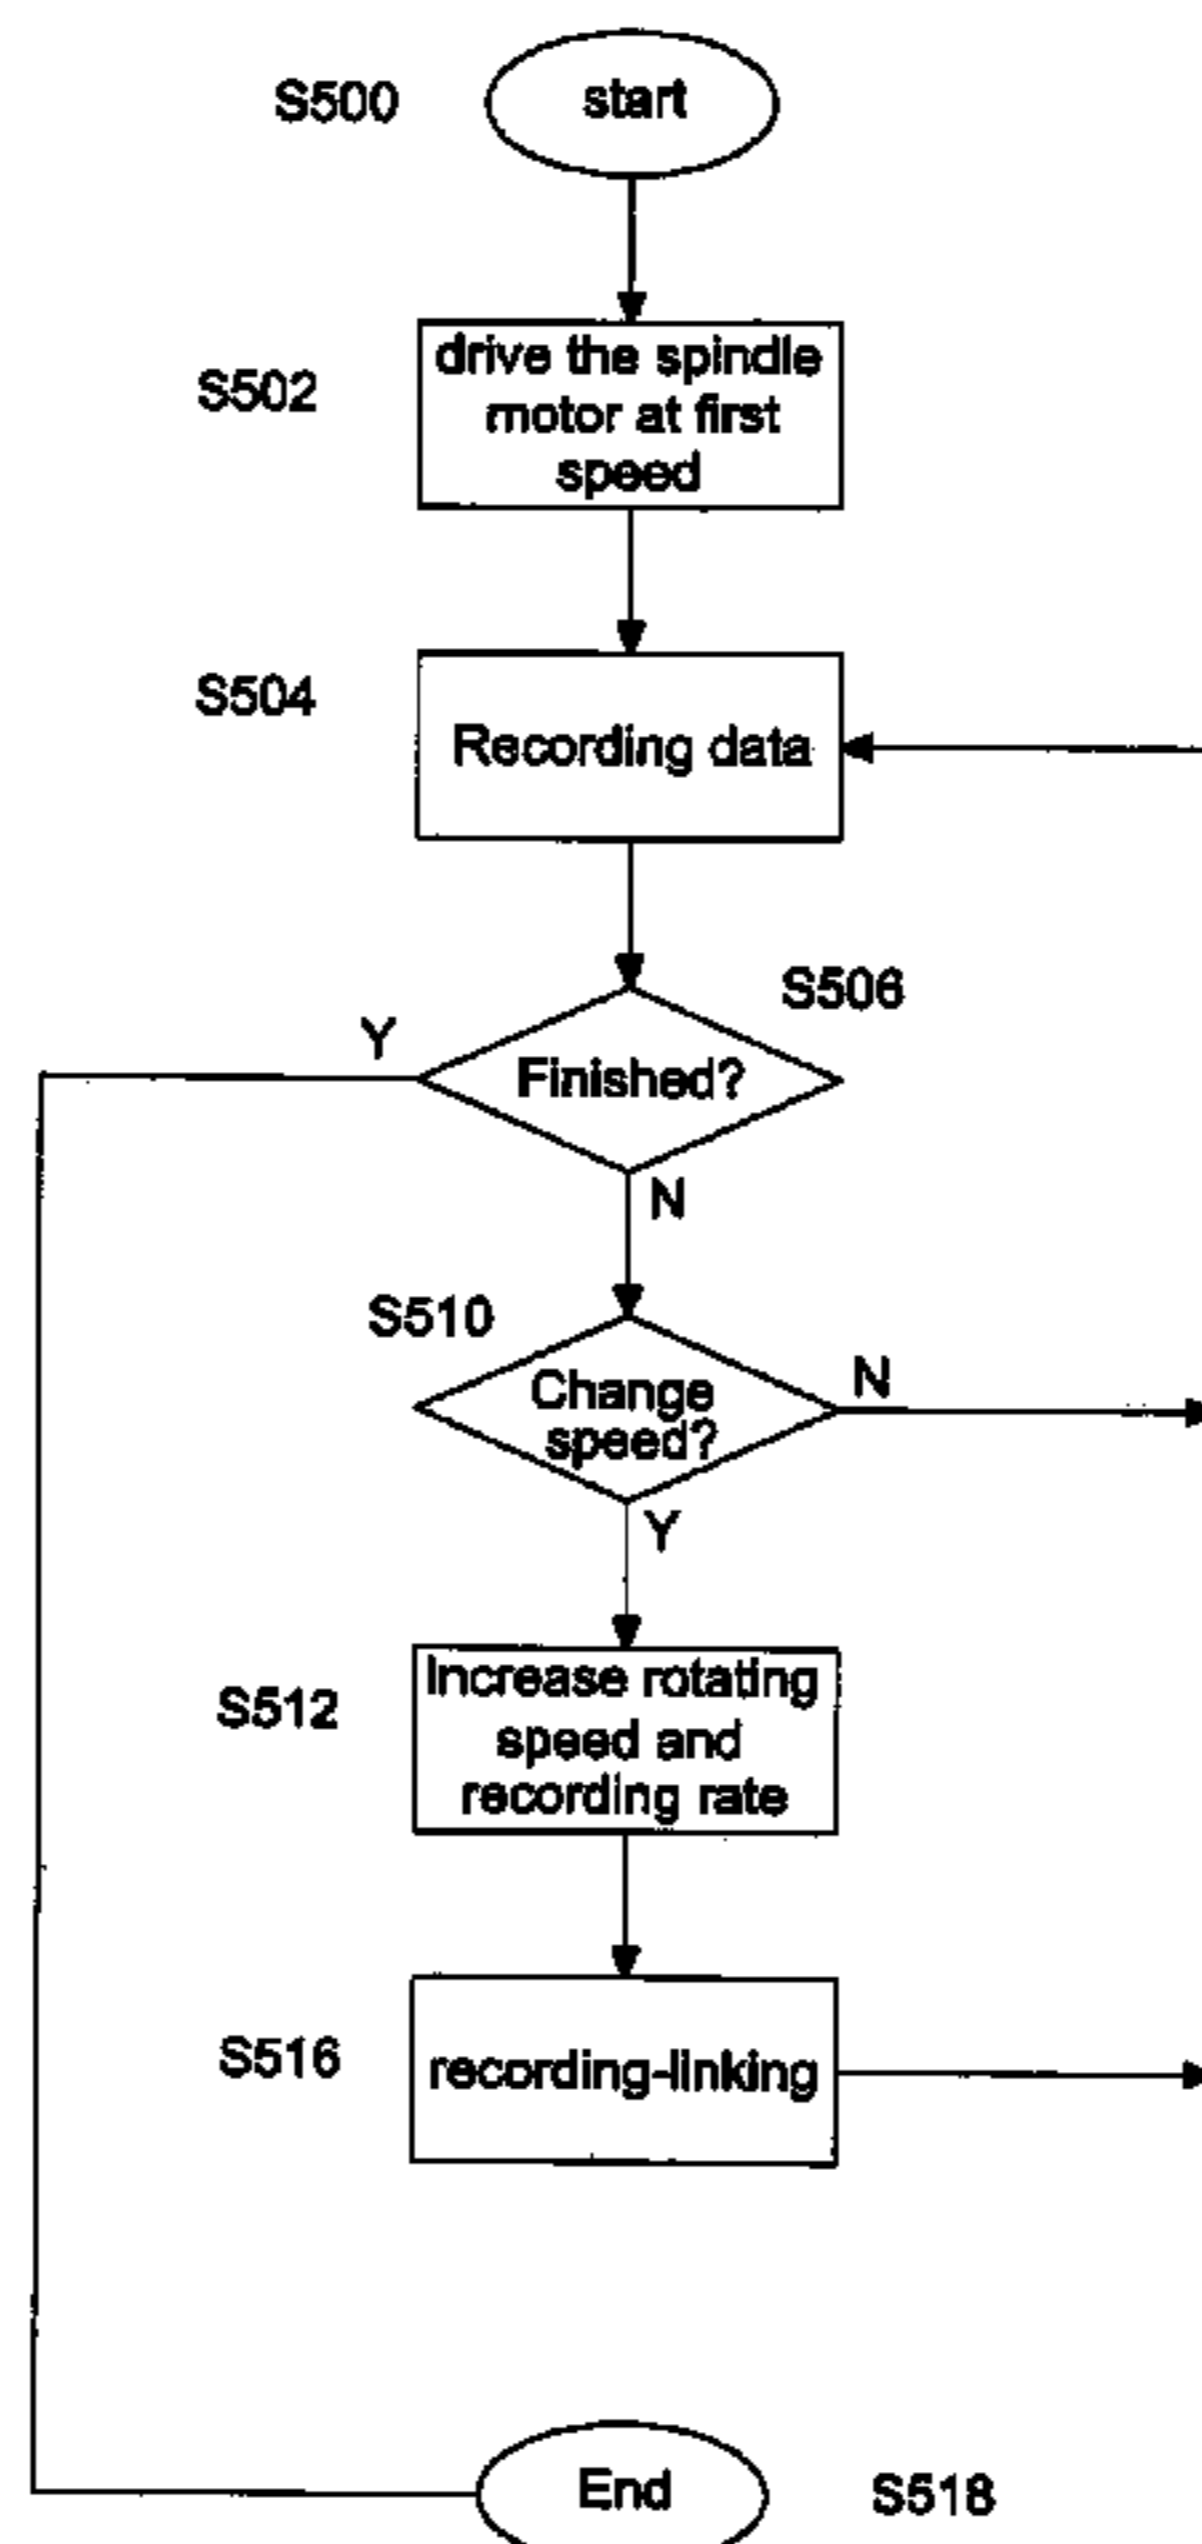 S500
start
S502
drive the spindle
motor at first
speed
S504
Recording data
S506
Y
Finished?
N
S510
Change
speed?
N
Y
S512
Increase rotating
speed and
recording rate
S516
recording-linking
End
S518